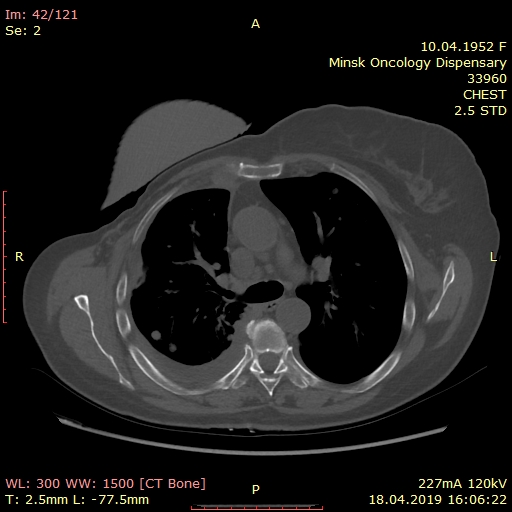 Im: 42/121
Se: 2
A
10.04.1952 F
Minsk Oncology Dispensary
33960
CHEST
2.5 STD
R
L
WL: 300 WW: 1500 [CT Bone]
T: 2.5mm L: -77.5mm
P
227mA 120kV
18.04.2019 16:06:22